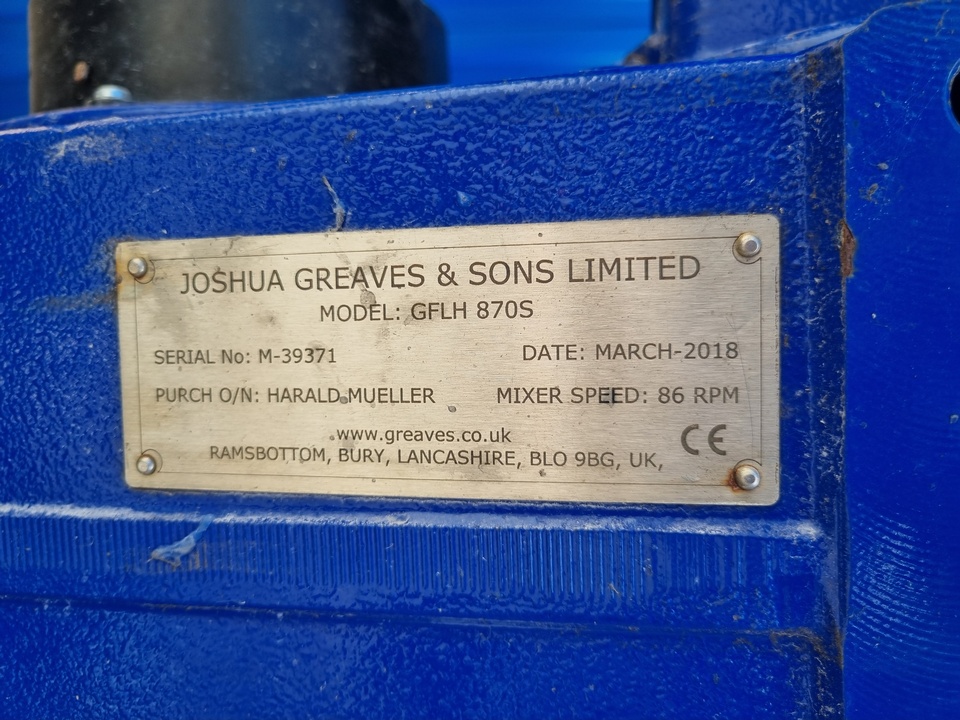 JOSHUA GREAVES & SONS LIMITED
MODEL: GFLH 870S
SERIAL No: M-39371 DATE: MARCH-2018
PURCH O/N: HARALD MUELLER MIXER SPEED: 86 RPM
www.greaves.co.uk
CE
RAMSBOTTOM, BURY, LANCASHIRE, BLO 9BG, UK,